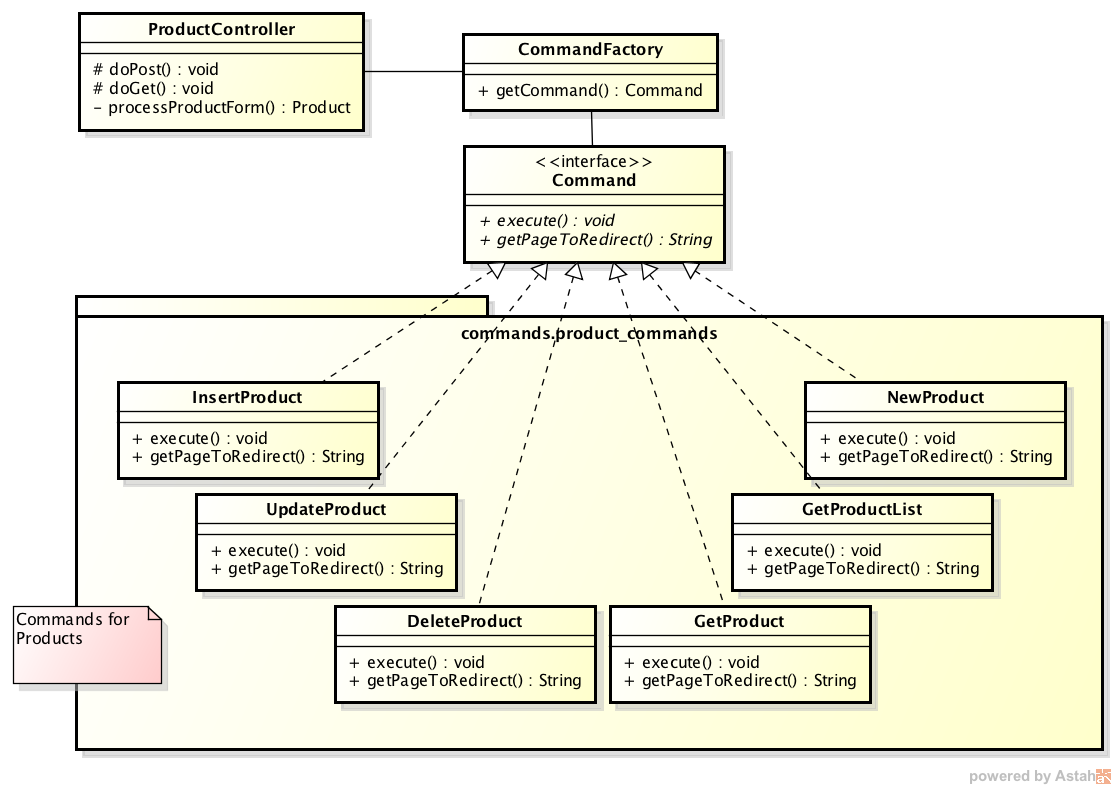 ProductController
# doPost() : void
# doGet() : void
- processProductForm() : Product
CommandFactory
+ getCommand() : Command
<<interface>>
Command
+ execute() : void
+ getPageToRedirect() : String
commands.product_commands
InsertProduct
+ execute() : void
+ getPageToRedirect() : String
NewProduct
+ execute() : void
+ getPageToRedirect() : String
UpdateProduct
+ execute() : void
+ getPageToRedirect() : String
GetProductList
+ execute() : void
+ getPageToRedirect() : String
Commands for
Products
DeleteProduct
+ execute() : void
+ getPageToRedirect() : String
GetProduct
+ execute() : void
+ getPageToRedirect() : String
powered by Astah